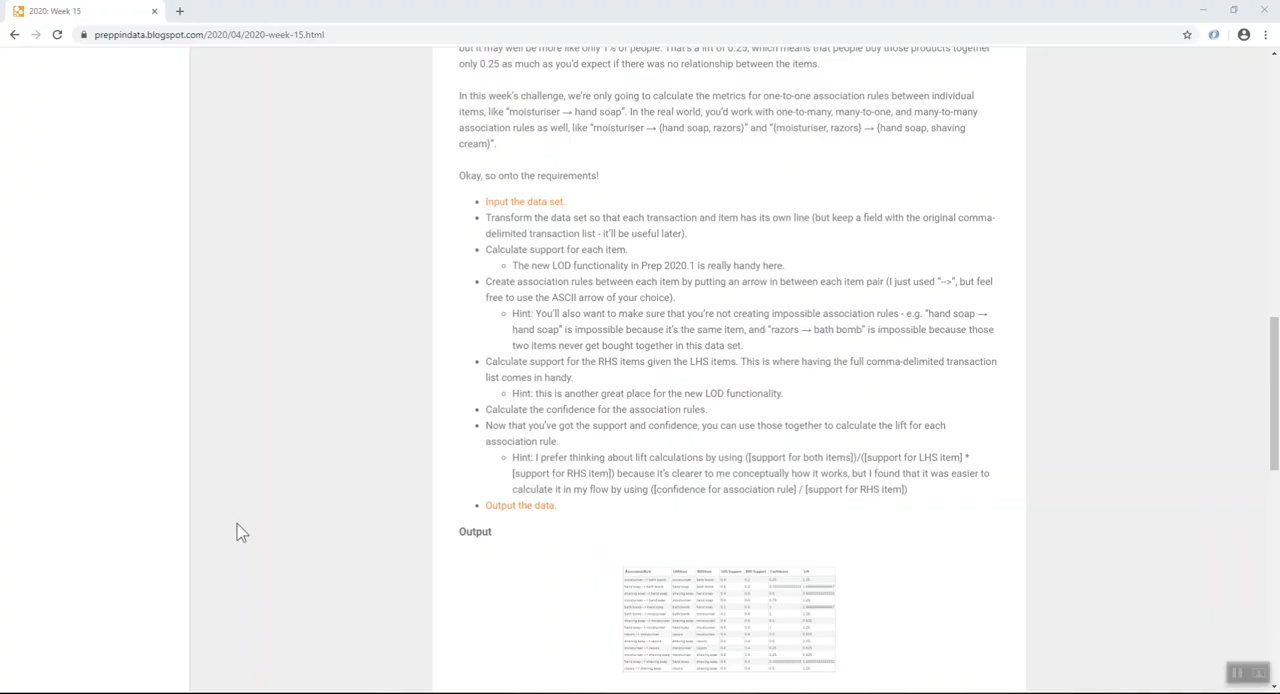 2020: Week 15
preppindata.blogspot.com/2020/04/2020-week-15.html
but it may well be more like only 1% of people. That's a lift of 0.25, which means that people buy those products together
only 0.25 as much as you'd expect if there was no relationship between the items.
In this week's challenge, we're only going to calculate the metrics for one-to-one association rules between individual
items, like “moisturiser → hand soap”. In the real world, you'd work with one-to-many, many-to-one, and many-to-many
association rules as well, like “moisturiser → {hand soap, razors}” and “{moisturiser, razors} → {hand soap, shaving
cream}”.
Okay, so onto the requirements!
Input the data set.
Transform the data set so that each transaction and item has its own line (but keep a field with the original comma-
delimited transaction list - it'll be useful later).
Calculate support for each item.
The new LOD functionality in Prep 2020.1 is really handy here.
Create association rules between each item by putting an arrow in between each item pair (I just used “-->”, but feel
free to use the ASCII arrow of your choice).
Hint: You'll also want to make sure that you're not creating impossible association rules - e.g. “hand soap →
hand soap” is impossible because it's the same item, and “razors → bath bomb” is impossible because those
two items never get bought together in this data set.
Calculate support for the RHS items given the LHS items. This is where having the full comma-delimited transaction
list comes in handy.
Hint: this is another great place for the new LOD functionality.
Calculate the confidence for the association rules.
Now that you've got the support and confidence, you can use those together to calculate the lift for each
association rule.
Hint: I prefer thinking about lift calculations by using ([support for both items])/([support for LHS item] *
[support for RHS item]) because it's clearer to me conceptually how it works, but I found that it was easier to
calculate it in my flow by using ([confidence for association rule] / [support for RHS item])
Output the data.
Output
AssociationRule LHSItem RHSItem LHS Support RHS Support Confidence Lift